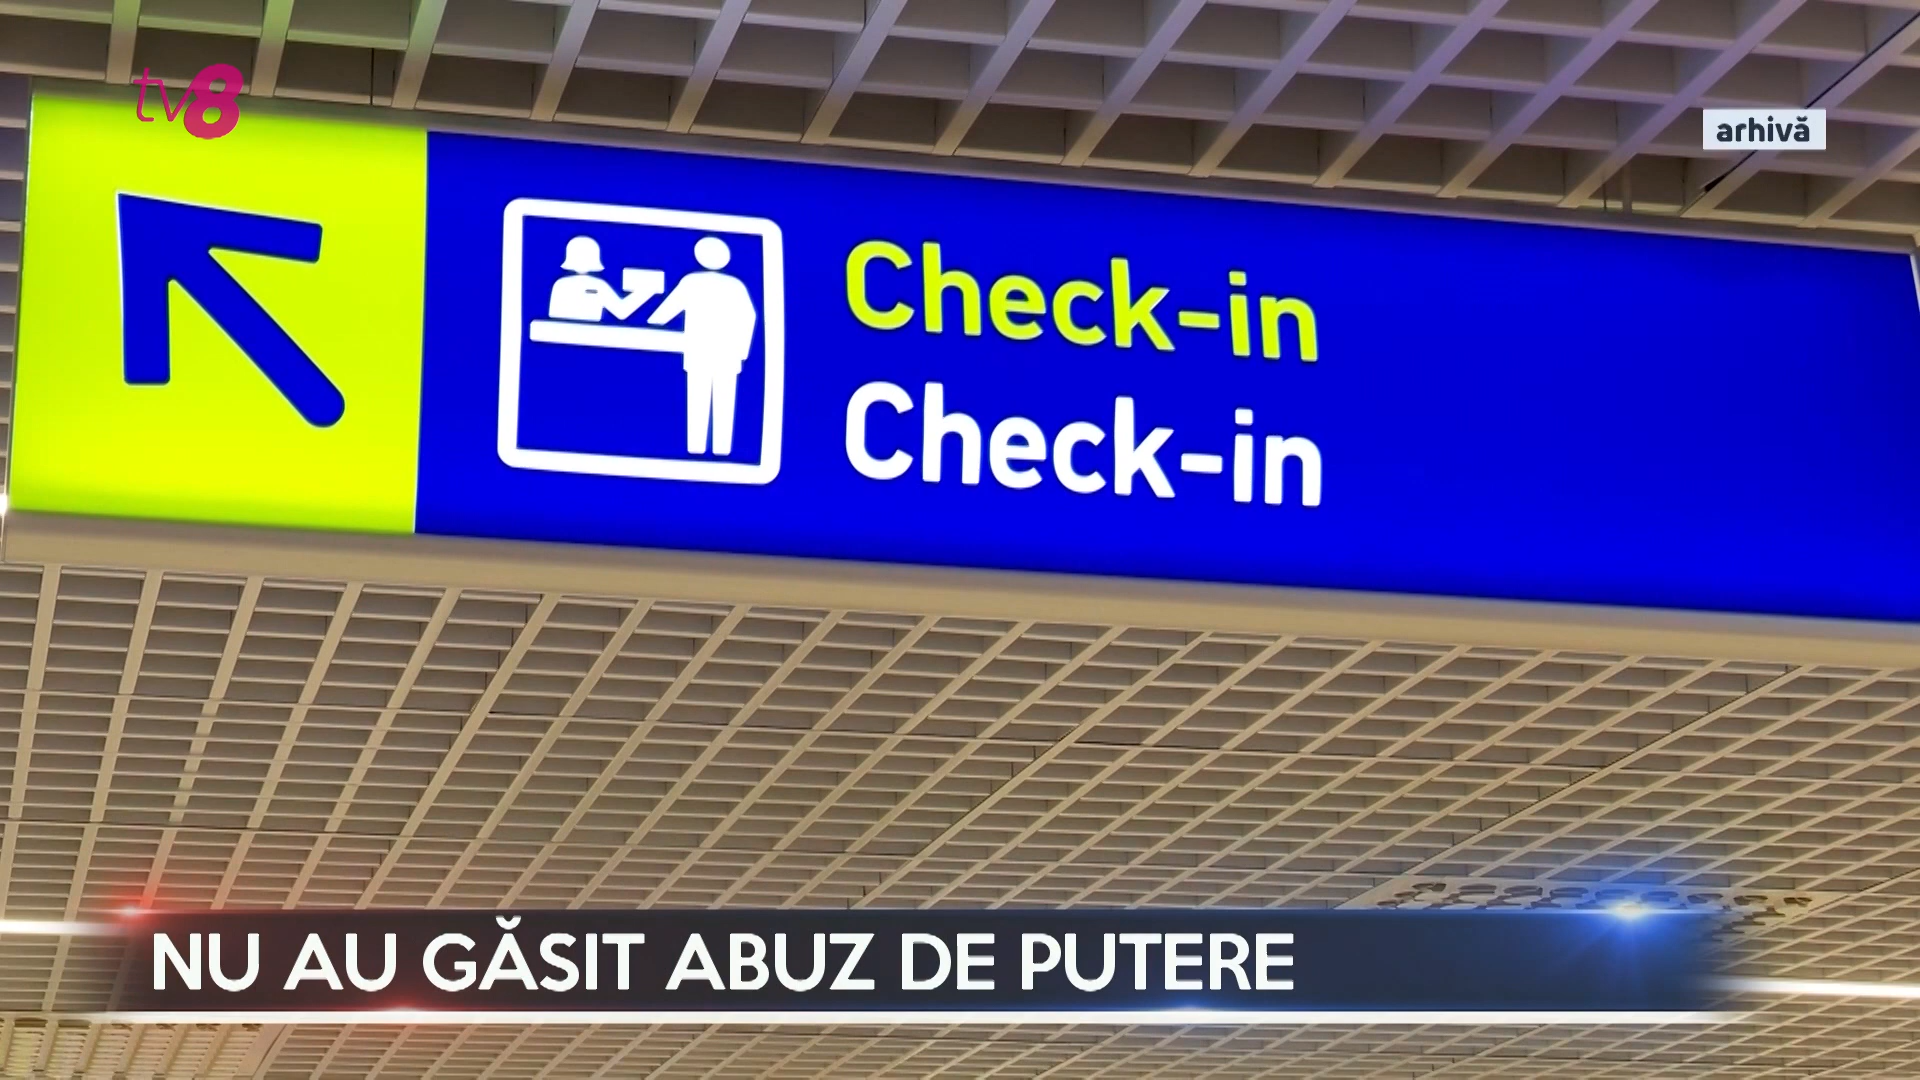 tv8
arhivă
Check-in
Check-in
NU AU GĂSIT ABUZ DE PUTERE